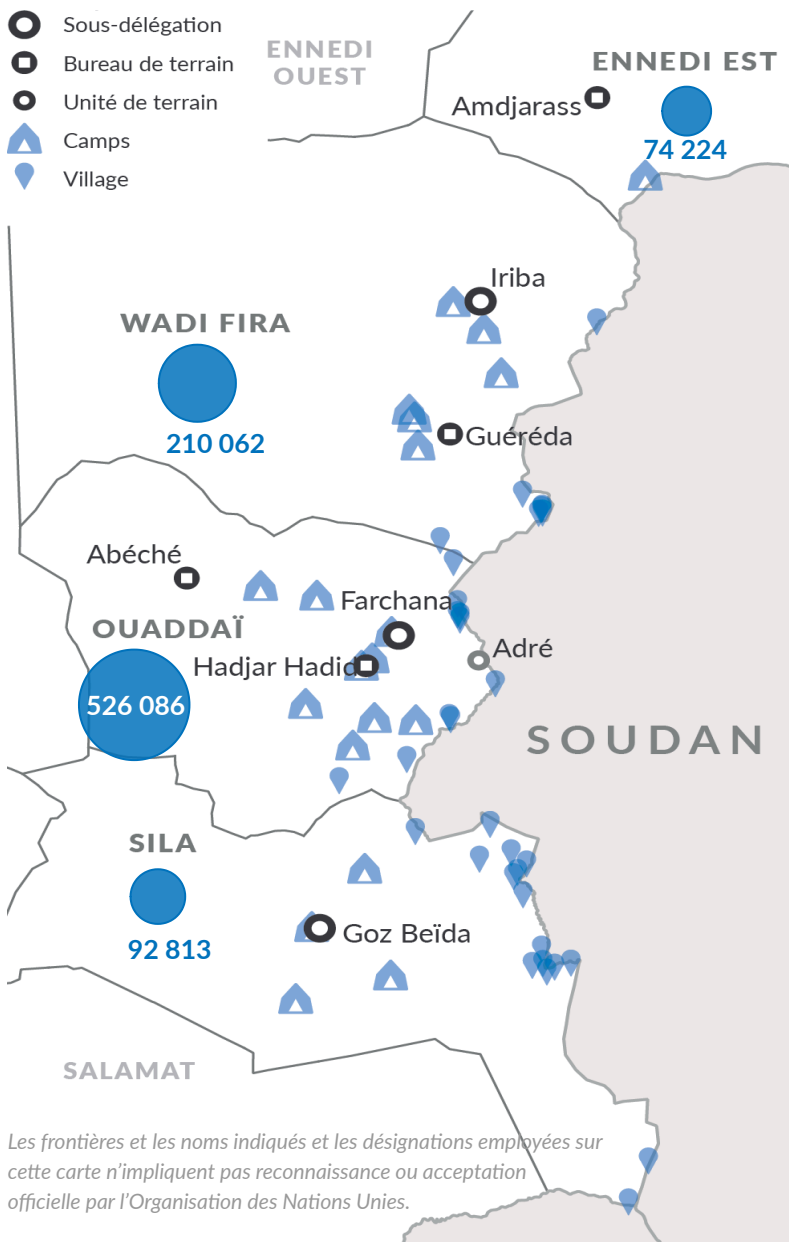 Sous-délégation
Bureau de terrain
Unité de terrain
Camps
Village
ENNEDI
OUEST
ENNEDI EST
Amdjarass
74 224
Iriba
WADI FIRA
210 062
Guéréda
Abéché
Farchana
OUADDAÏ
Adré
Hadjar Hadid
526 086
SOUDAN
SILA
Goz Beïda
92 813
SALAMAT
Les frontières et les noms indiqués et les désignations employées sur
cette carte n’impliquent pas reconnaissance ou acceptation
officielle par l’Organisation des Nations Unies.